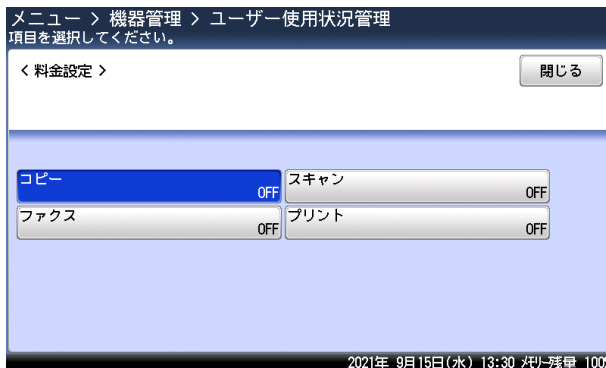 メニュー > 機器管理 > ユーザー使用状況管理
項目を選択してください。
< 料金設定 >
閉じる
コピー
OFF
スキャン
OFF
ファクス
OFF
プリント
OFF
2021年 9月15日(水) 13:30 メモリー残量 100